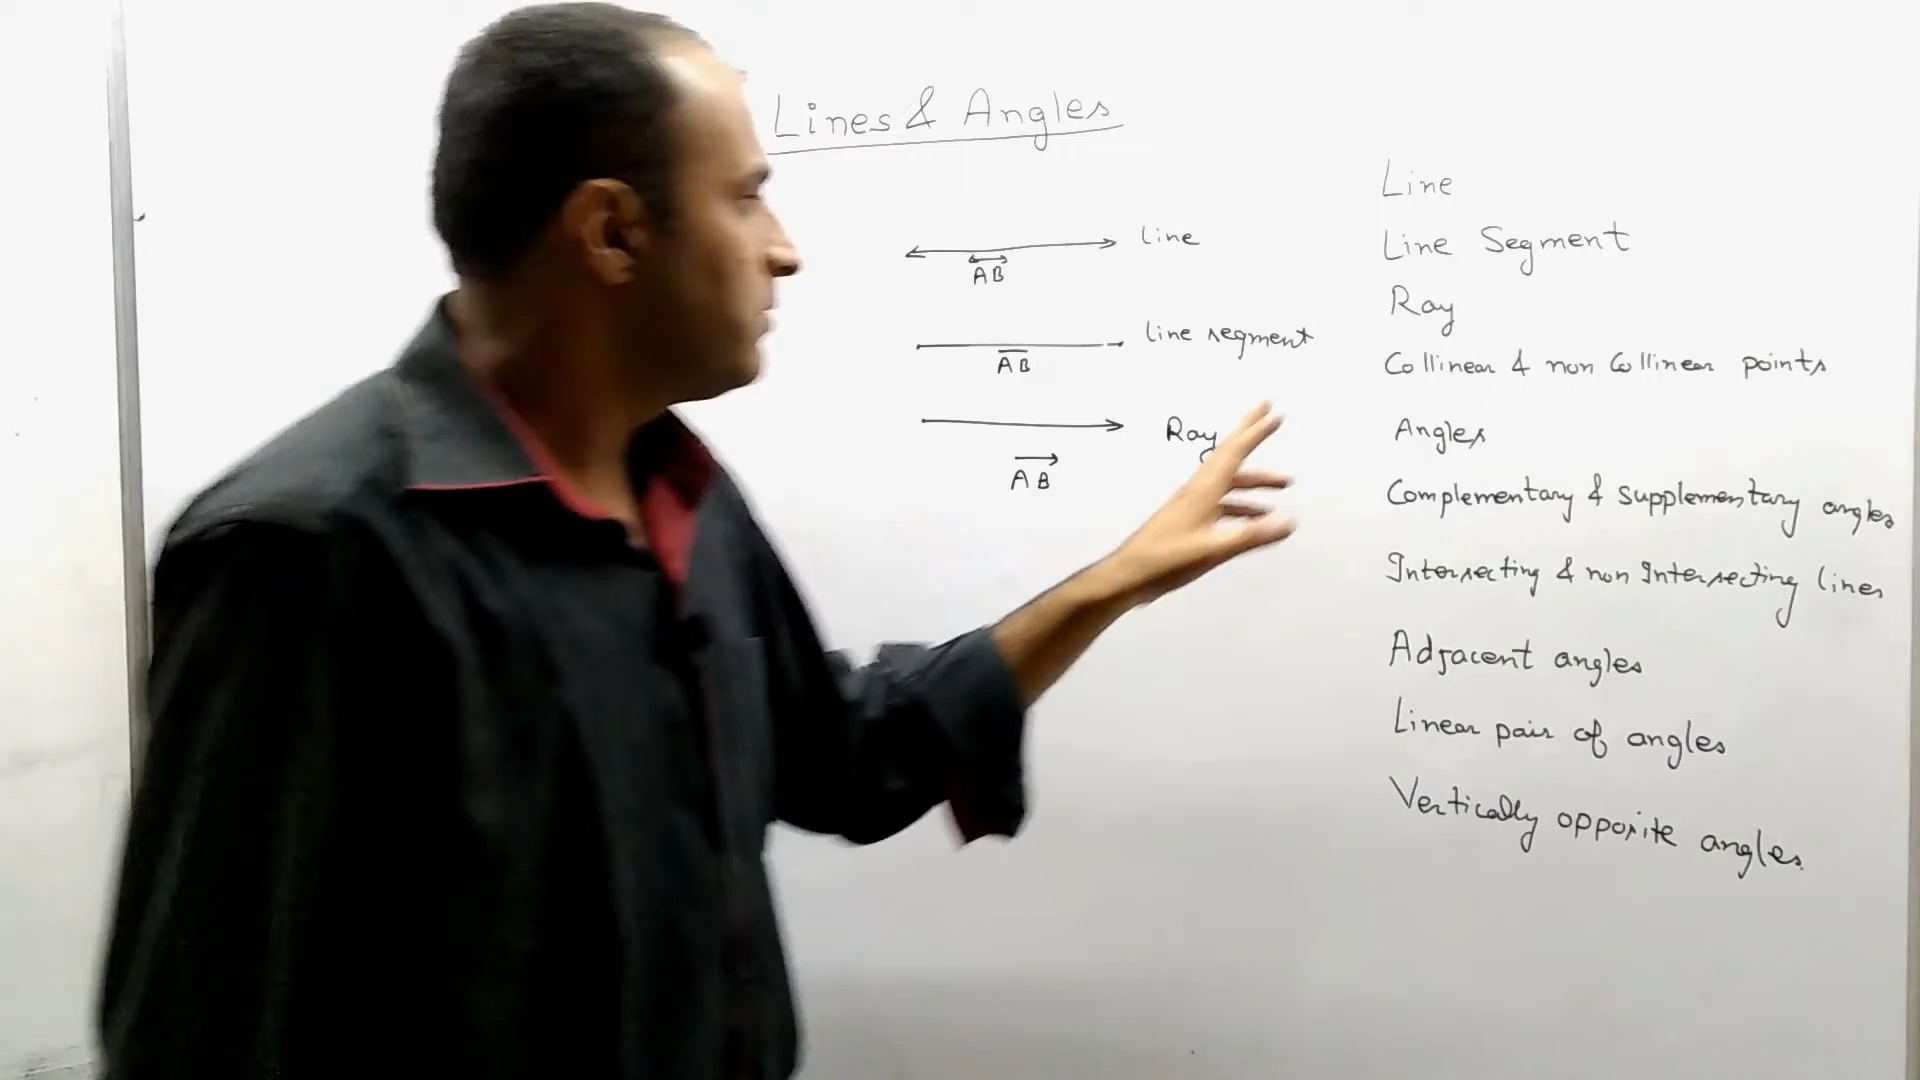 Lines & Angles
line
AB
line segment
AB
Ray
AB
Line
Line Segment
Ray
Collinear & non Collinear points
Angles
Complementary & supplementary angles
Intersecting & non Intersecting lines
Adjacent angles
Linear pair of angles
Vertically opposite angles.